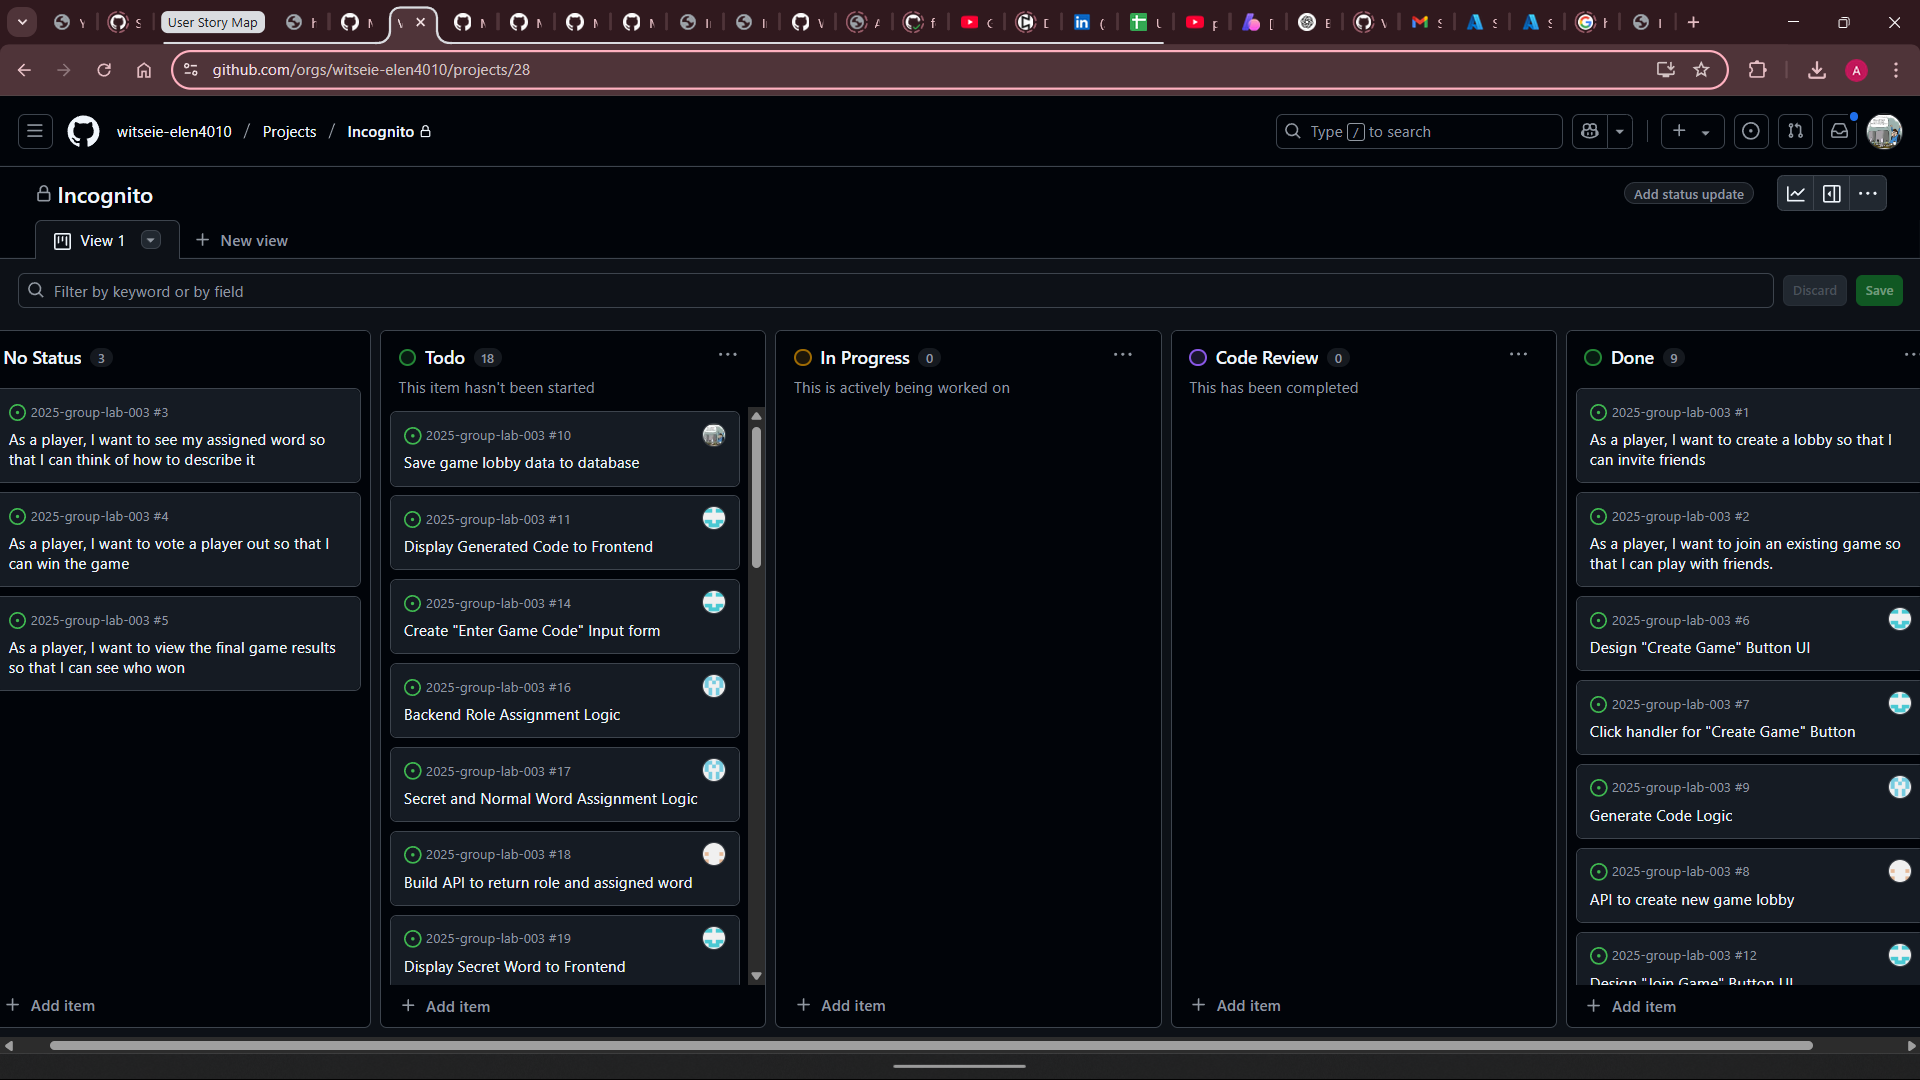 User Story Map
github.com/orgs/witseie-elen4010/projects/28
A
witseie-elen4010 / Projects / Incognito
Type / to search
Incognito
Add status update
View 1
New view
Filter by keyword or by field
Discard
Save
No Status 3
2025-group-lab-003 #3
As a player, I want to see my assigned word so
that I can think of how to describe it
2025-group-lab-003 #4
As a player, I want to vote a player out so that I
can win the game
2025-group-lab-003 #5
As a player, I want to view the final game results
so that I can see who won
Add item
Todo 18
This item hasn't been started
2025-group-lab-003 #10
Save game lobby data to database
2025-group-lab-003 #11
Display Generated Code to Frontend
2025-group-lab-003 #14
Create "Enter Game Code" Input form
2025-group-lab-003 #16
Backend Role Assignment Logic
2025-group-lab-003 #17
Secret and Normal Word Assignment Logic
2025-group-lab-003 #18
Build API to return role and assigned word
2025-group-lab-003 #19
Display Secret Word to Frontend
Add item
In Progress 0
This is actively being worked on
Add item
Code Review 0
This has been completed
Add item
Done 9
2025-group-lab-003 #1
As a player, I want to create a lobby so that I
can invite friends
2025-group-lab-003 #2
As a player, I want to join an existing game so
that I can play with friends.
2025-group-lab-003 #6
Design "Create Game" Button UI
2025-group-lab-003 #7
Click handler for "Create Game" Button
2025-group-lab-003 #9
Generate Code Logic
2025-group-lab-003 #8
API to create new game lobby
2025-group-lab-003 #12
Design "Join Game" Button UI
Add item